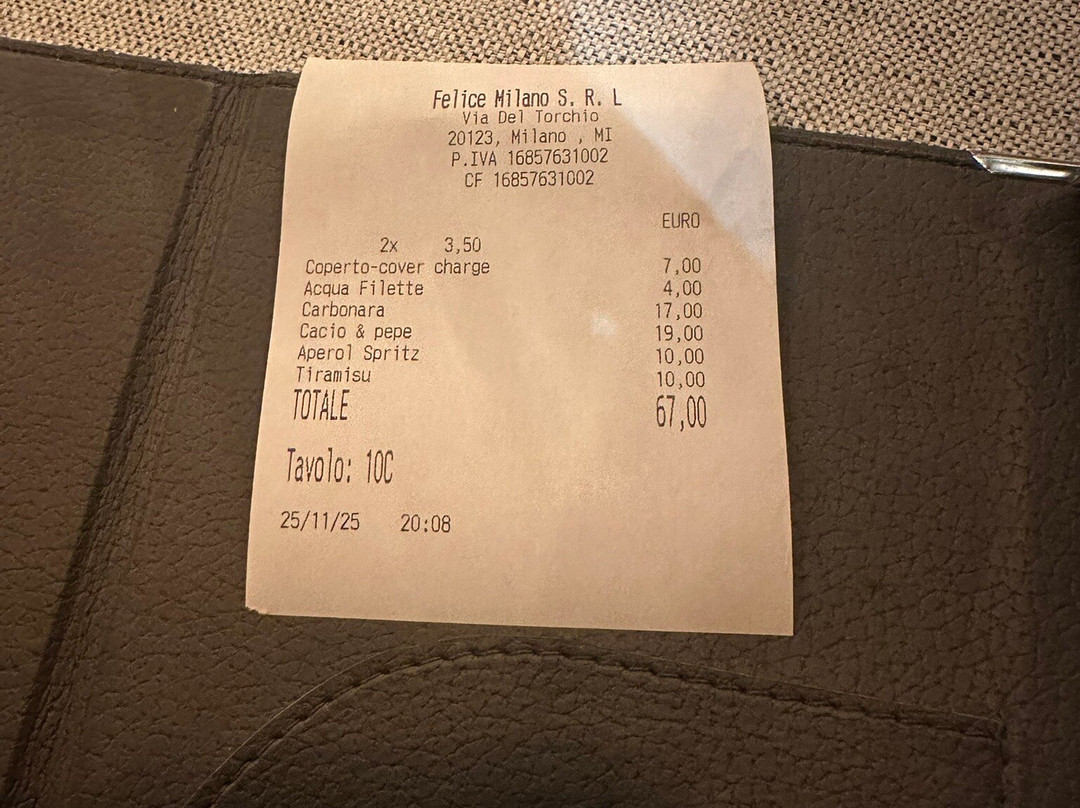 Felice Milano S. R. L
Via Del Torchio
20123, Milano , MI
P.IVA 16857631002
CF 16857631002
EURO
2x 3,50
Coperto-cover charge 7,00
Acqua Filette 4,00
Carbonara 17,00
Cacio & pepe 19,00
Aperol Spritz 10,00
Tiramisu 10,00
TOTALE 67,00
Tavolo: 10C
25/11/25 20:08